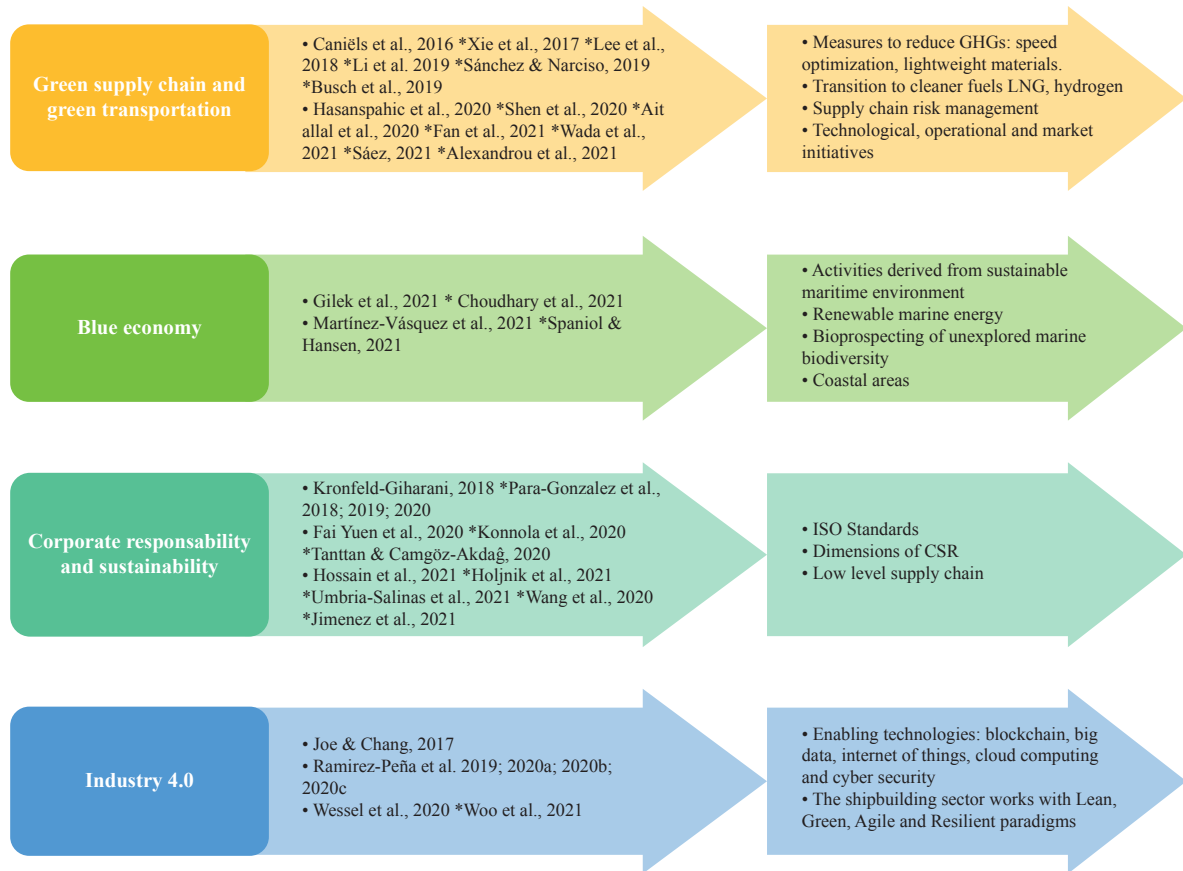 Green supply chain and
green transportation
• Caniëls et al., 2016 *Xie et al., 2017 *Lee et al.,
2018 *Li et al. 2019 *Sánchez & Narciso, 2019
*Busch et al., 2019
• Hasanspahic et al., 2020 *Shen et al., 2020 *Ait
allal et al., 2020 *Fan et al., 2021 *Wada et al.,
2021 *Sáez, 2021 *Alexandrou et al., 2021
• Measures to reduce GHGs: speed
optimization, lightweight materials.
• Transition to cleaner fuels LNG, hydrogen
• Supply chain risk management
• Technological, operational and market
initiatives
Blue economy
• Gilek et al., 2021 * Choudhary et al., 2021
• Martínez-Vásquez et al., 2021 *Spaniol &
Hansen, 2021
• Activities derived from sustainable
maritime environment
• Renewable marine energy
• Bioprospecting of unexplored marine
biodiversity
• Coastal areas
Corporate responsability
and sustainability
• Kronfeld-Giharani, 2018 *Para-Gonzalez et al.,
2018; 2019; 2020
• Fai Yuen et al., 2020 *Konnola et al., 2020
*Tanttan & Camgöz-Akdaĝ, 2020
• Hossain et al., 2021 *Holjnik et al., 2021
*Umbria-Salinas et al., 2021 *Wang et al., 2020
*Jimenez et al., 2021
• ISO Standards
• Dimensions of CSR
• Low level supply chain
Industry 4.0
• Joe & Chang, 2017
• Ramirez-Peña et al. 2019; 2020a; 2020b;
2020c
• Wessel et al., 2020 *Woo et al., 2021
• Enabling technologies: blockchain, big
data, internet of things, cloud computing
and cyber security
• The shipbuilding sector works with Lean,
Green, Agile and Resilient paradigms